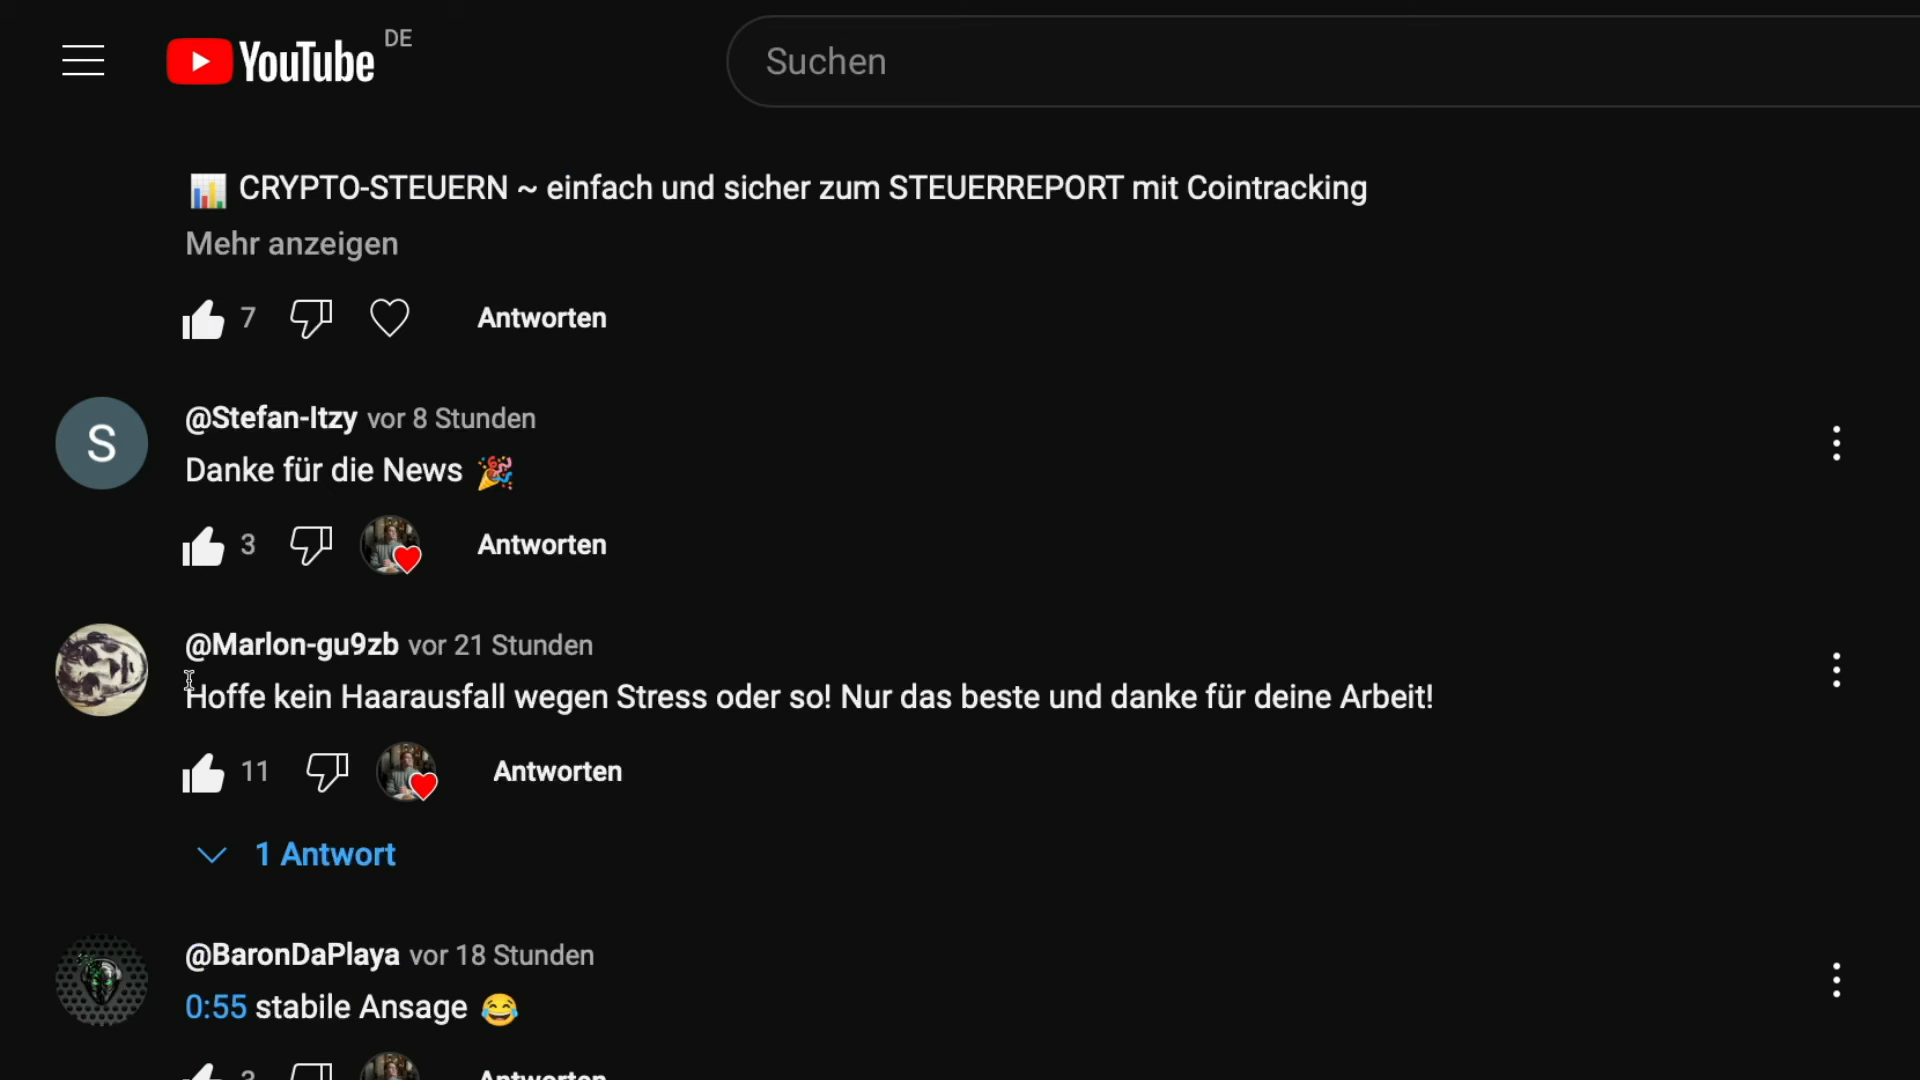 YouTube DE
Suchen
📊 CRYPTO-STEUERN ~ einfach und sicher zum STEUERREPORT mit Cointracking
Mehr anzeigen
7 Antworten
S
@Stefan-Itzy vor 8 Stunden
Danke für die News 🎉
3 Antworten
@Marlon-gu9zb vor 21 Stunden
Hoffe kein Haarausfall wegen Stress oder so! Nur das beste und danke für deine Arbeit!
11 Antworten
1 Antwort
@BaronDaPlaya vor 18 Stunden
0:55 stabile Ansage 😂
3 Antworten